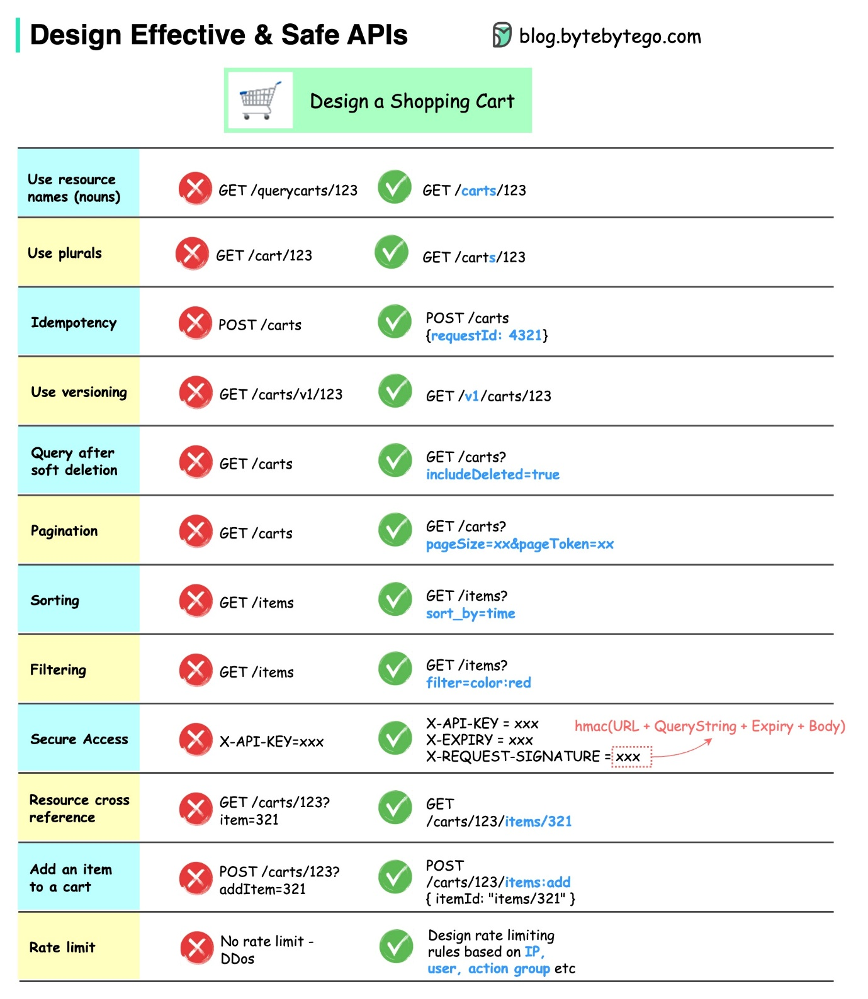 Design Effective & Safe APIs
blog.bytebytego.com
Design a Shopping Cart
Use resource
names (nouns)
GET /querycarts/123
GET /carts/123
Use plurals
GET /cart/123
GET /carts/123
Idempotency
POST /carts
POST /carts
{requestId: 4321}
Use versioning
GET /carts/v1/123
GET /v1/carts/123
Query after
soft deletion
GET /carts
GET /carts?
includeDeleted=true
Pagination
GET /carts
GET /carts?
pageSize=xx&pageToken=xx
Sorting
GET /items
GET /items?
sort_by=time
Filtering
GET /items
GET /items?
filter=color:red
Secure Access
X-API-KEY=xxx
X-API-KEY = xxx
X-EXPIRY = xxx
X-REQUEST-SIGNATURE = xxx
hmac(URL + QueryString + Expiry + Body)
Resource cross
reference
GET /carts/123?
item=321
GET
/carts/123/items/321
Add an item
to a cart
POST /carts/123?
addItem=321
POST
/carts/123/items:add
{ itemId: "items/321" }
Rate limit
No rate limit -
DDos
Design rate limiting
rules based on IP,
user, action group etc